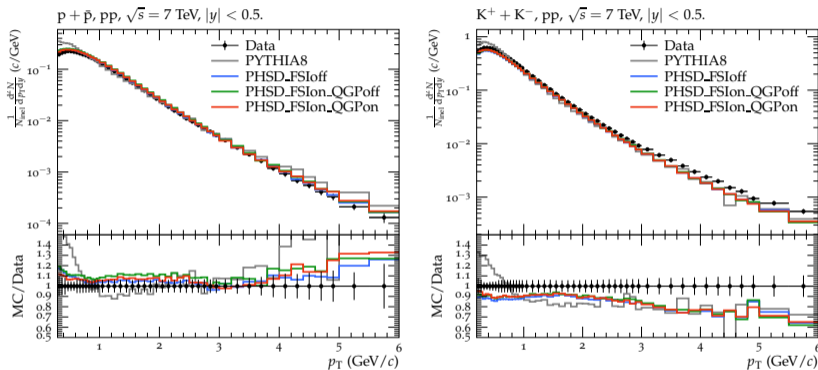 p + p̄, pp, √s = 7 TeV, |y| < 0.5.
1/N_inel d²N/dp_T dy (c/GeV)
10⁻¹
10⁻²
10⁻³
10⁻⁴
Data
PYTHIA8
PHSD_FSIoff
PHSD_FSIon_QGPoff
PHSD_FSIon_QGPon
MC/Data
1.4
1.3
1.2
1.1
1.0
0.9
0.8
0.7
0.6
0.5
1 2 3 4 5 6
p_T (GeV/c)
K⁺ + K⁻, pp, √s = 7 TeV, |y| < 0.5.
1/N_inel d²N/dp_T dy (c/GeV)
1
10⁻¹
10⁻²
10⁻³
Data
PYTHIA8
PHSD_FSIoff
PHSD_FSIon_QGPoff
PHSD_FSIon_QGPon
MC/Data
1.4
1.3
1.2
1.1
1.0
0.9
0.8
0.7
0.6
0.5
1 2 3 4 5 6
p_T (GeV/c)